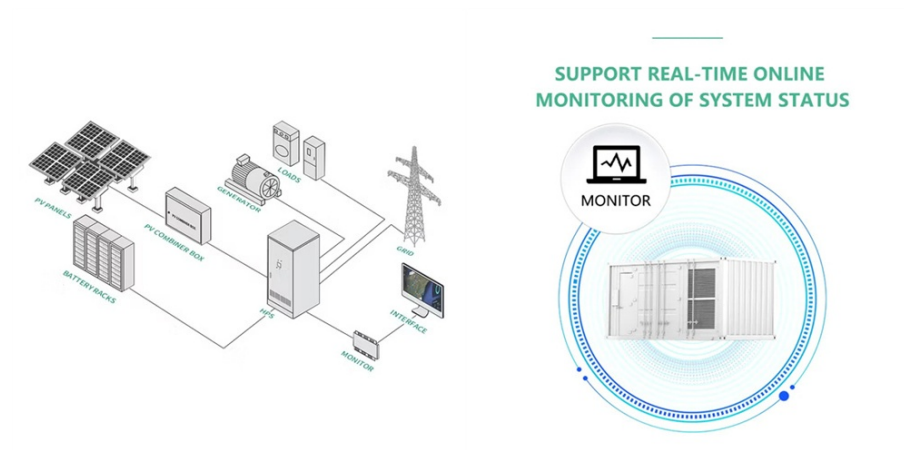 SUPPORT REAL-TIME ONLINE
MONITORING OF SYSTEM STATUS
MONITOR
PV PANELS
BATTERY RACKS
PV COMBINER BOX
GENERATOR
LOADS
GRID
HPS
INTERFACE
MONITOR